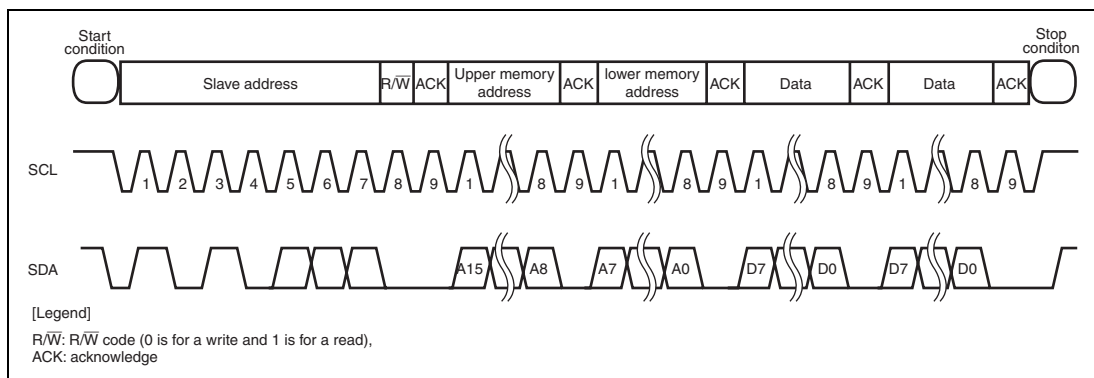 Start condition
Stop conditon
Slave address R/W̅ ACK Upper memory address ACK lower memory address ACK Data ACK Data ACK
SCL 1 2 3 4 5 6 7 8 9 1 8 9 1 8 9 1 8 9 1 8 9
SDA A15 A8 A7 A0 D7 D0 D7 D0
[Legend]
R/W̅: R/W̅ code (0 is for a write and 1 is for a read),
ACK: acknowledge